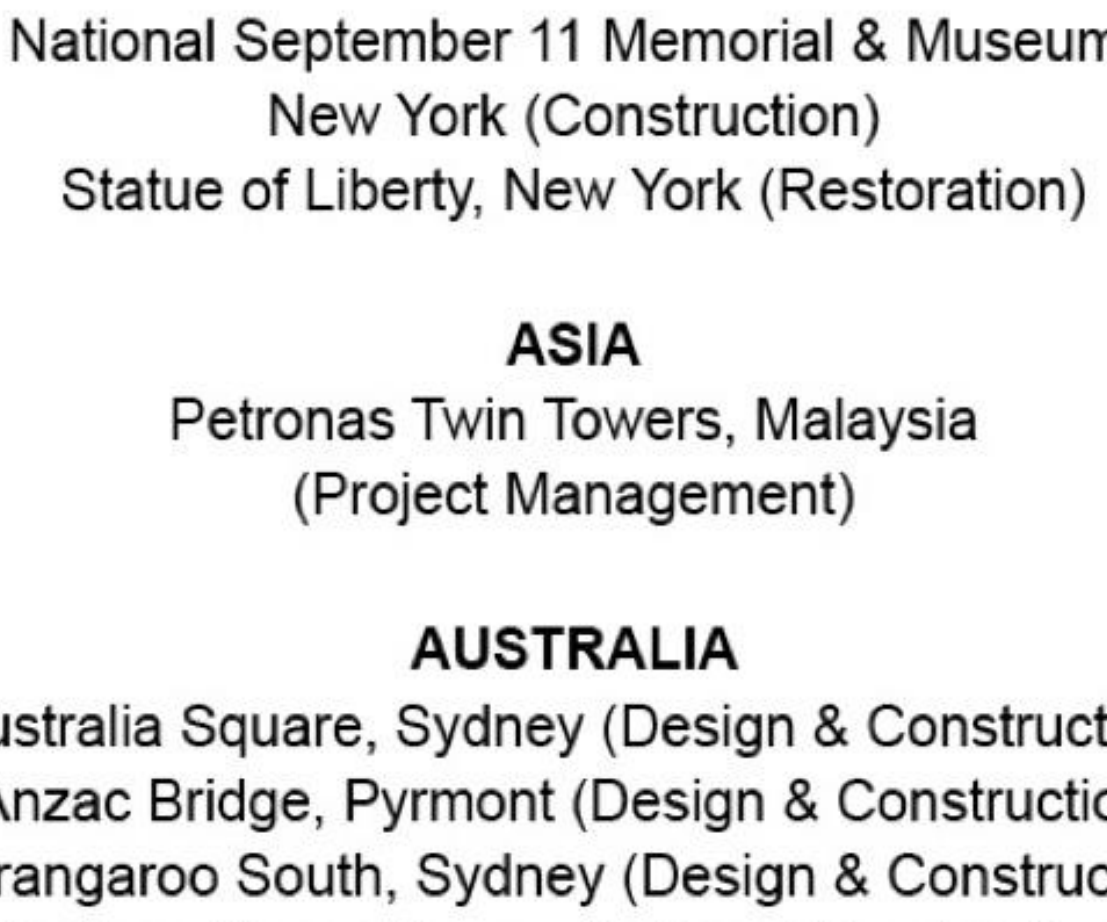 National September 11 Memorial & Museum
New York (Construction)
Statue of Liberty, New York (Restoration)
ASIA
Petronas Twin Towers, Malaysia
(Project Management)
AUSTRALIA
ustralia Square, Sydney (Design & Construct
Anzac Bridge, Pyrmont (Design & Constructio
rangaroo South, Sydney (Design & Construc